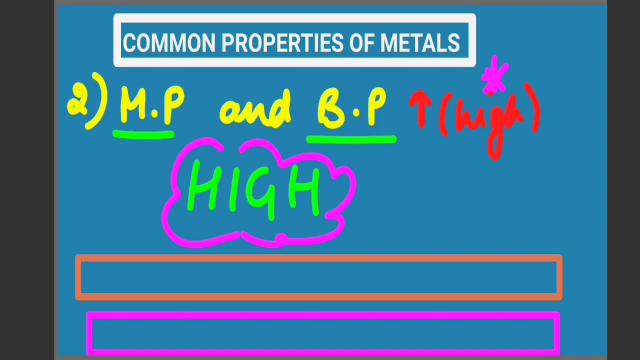 COMMON PROPERTIES OF METALS
2) M.P and B.P ↑ (high) *
HIGH